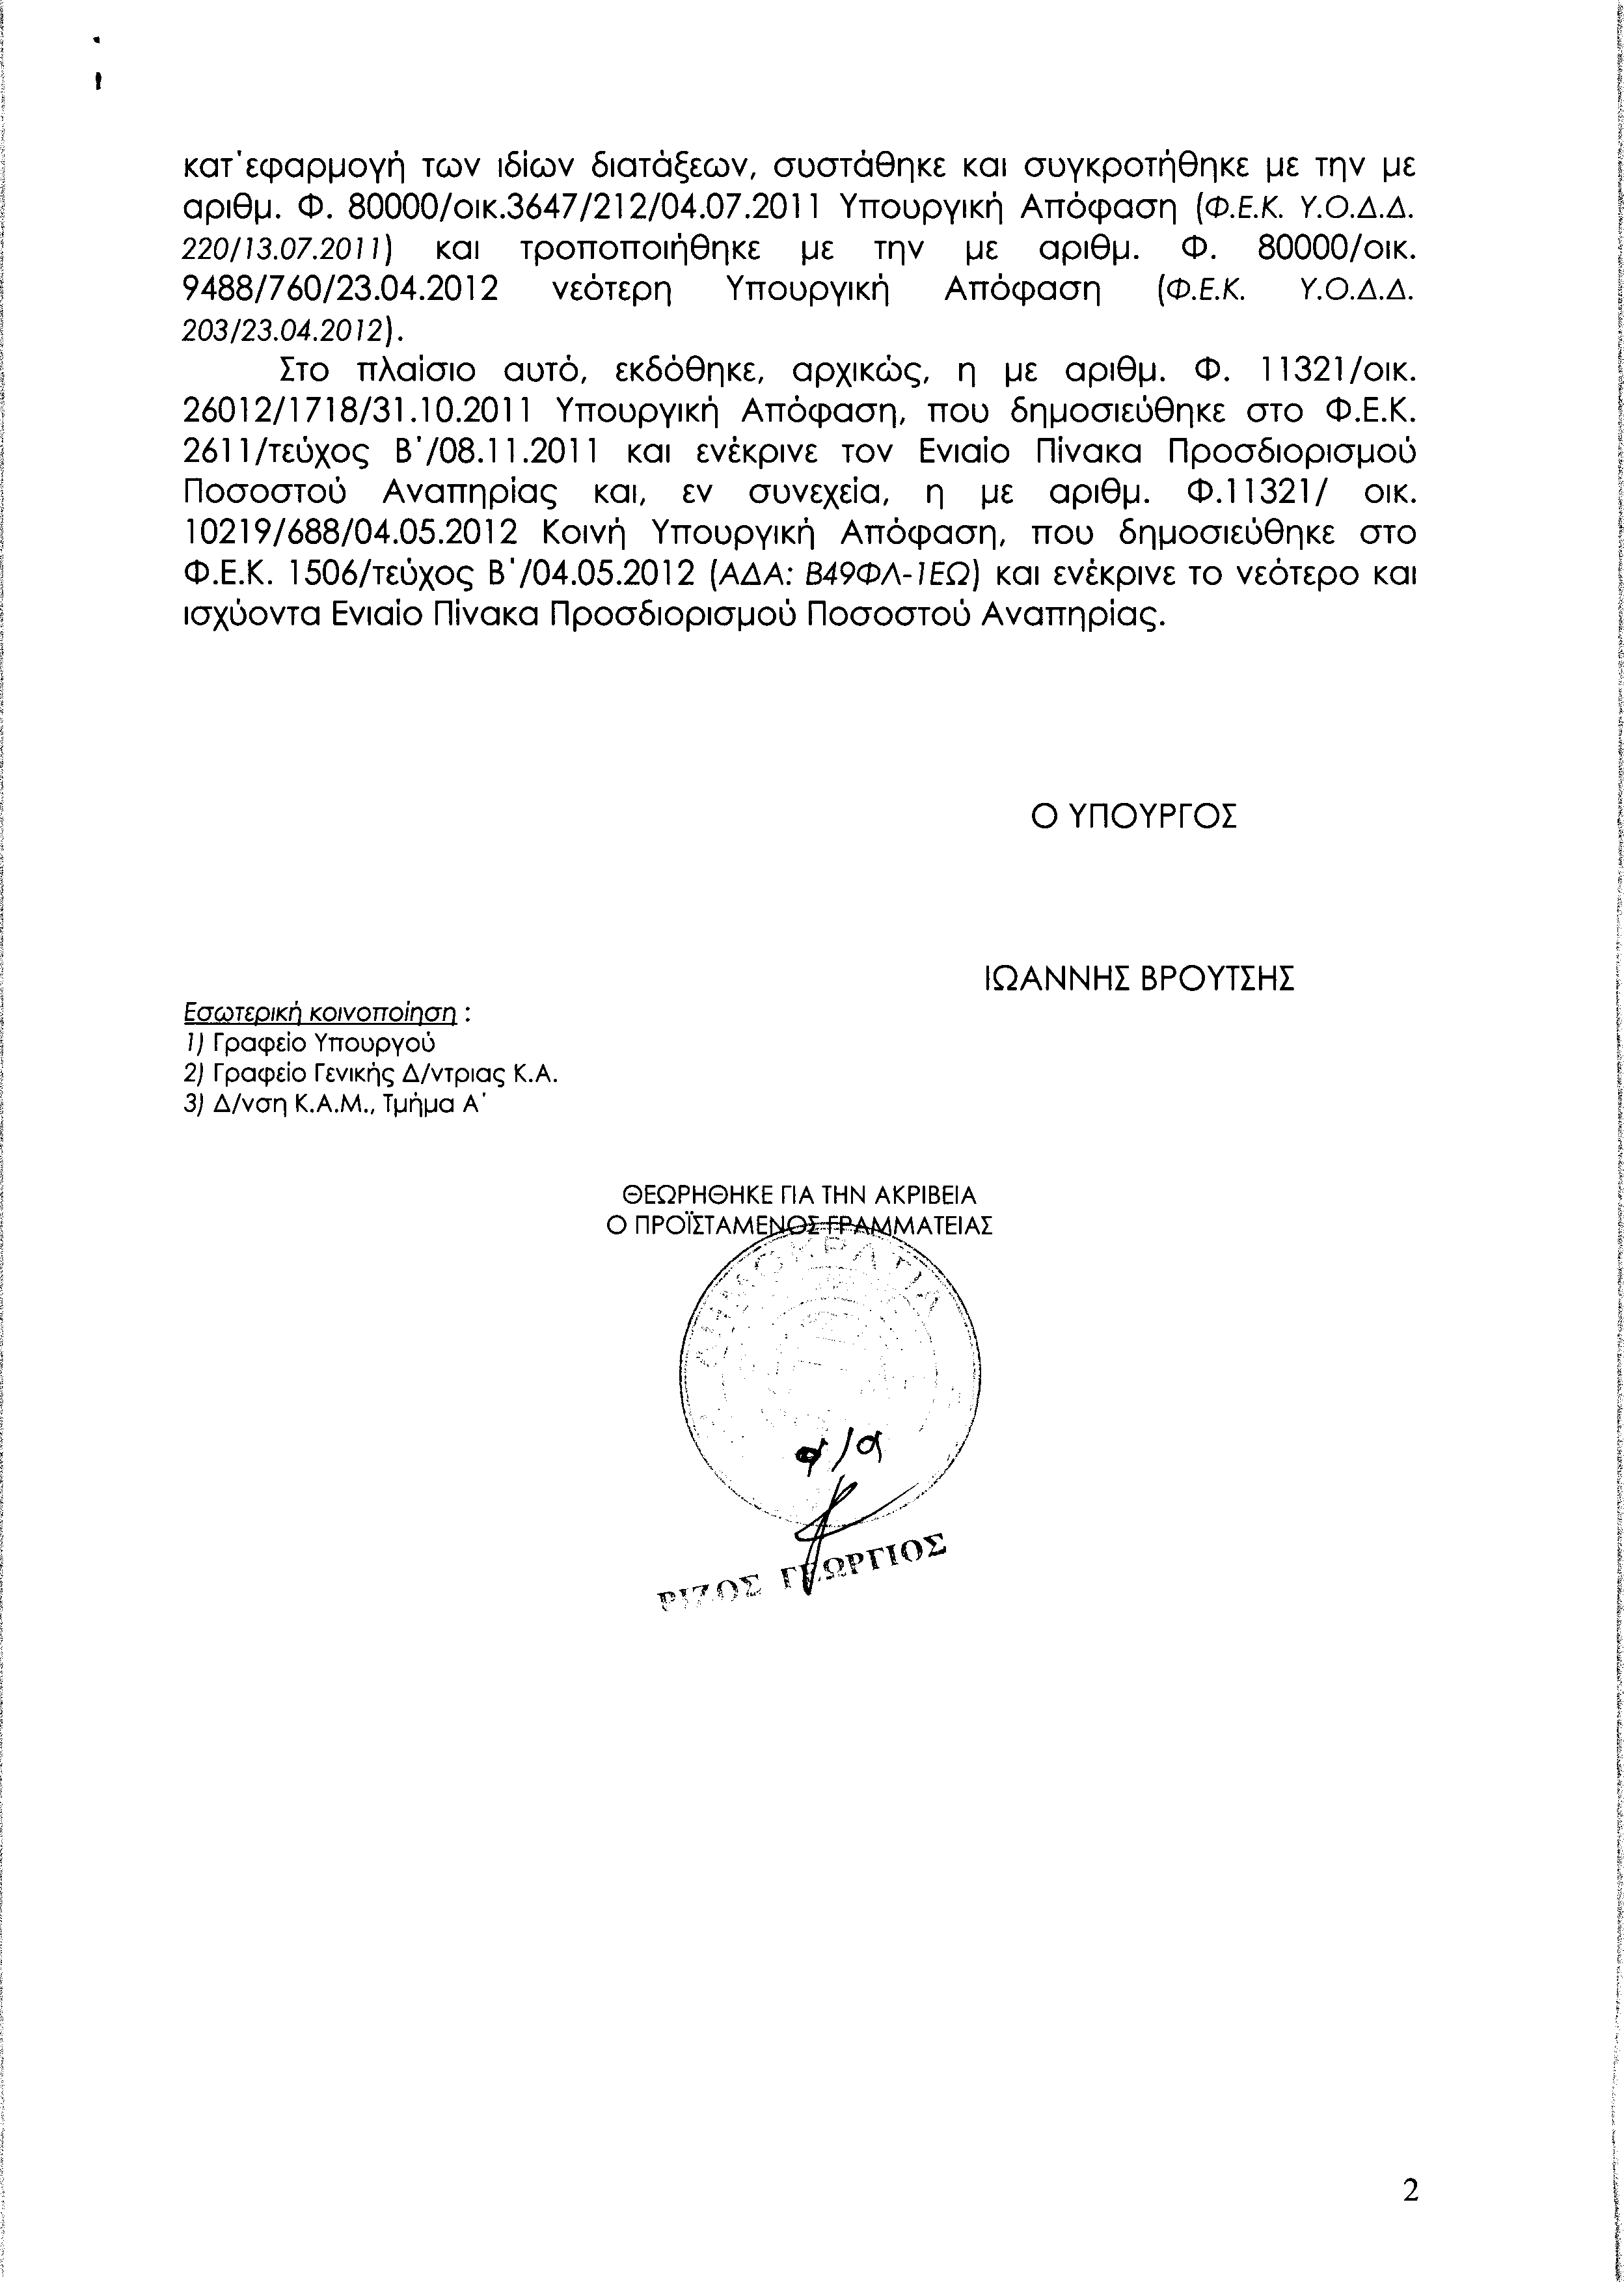 κατ΄εφαρμογή των ιδίων διατάξεων, συστάθηκε και συγκροτήθηκε με την με
αριθμ. Φ. 80000/οικ.3647/212/04.07.2011 Υπουργική Απόφαση (Φ.Ε.Κ. Υ.Ο.Δ.Δ.
220/13.07.2011) και τροποποιήθηκε με την με αριθμ. Φ. 80000/οικ.
9488/760/23.04.2012 νεότερη Υπουργική Απόφαση (Φ.Ε.Κ. Υ.Ο.Δ.Δ.
203/23.04.2012).
Στο πλαίσιο αυτό, εκδόθηκε, αρχικώς, η με αριθμ. Φ. 11321/οικ.
26012/1718/31.10.2011 Υπουργική Απόφαση, που δημοσιεύθηκε στο Φ.Ε.Κ.
2611/τεύχος Β΄/08.11.2011 και ενέκρινε τον Ενιαίο Πίνακα Προσδιορισμού
Ποσοστού Αναπηρίας και, εν συνεχεία, η με αριθμ. Φ.11321/ οικ.
10219/688/04.05.2012 Κοινή Υπουργική Απόφαση, που δημοσιεύθηκε στο
Φ.Ε.Κ. 1506/τεύχος Β΄/04.05.2012 (ΑΔΑ: Β49ΦΛ-1ΕΩ) και ενέκρινε το νεότερο και
ισχύοντα Ενιαίο Πίνακα Προσδιορισμού Ποσοστού Αναπηρίας.
Ο ΥΠΟΥΡΓΟΣ
ΙΩΑΝΝΗΣ ΒΡΟΥΤΣΗΣ
Εσωτερική κοινοποίηση :
1) Γραφείο Υπουργού
2) Γραφείο Γενικής Δ/ντριας Κ.Α.
3) Δ/νση Κ.Α.Μ., Τμήμα Α΄
ΘΕΩΡΗΘΗΚΕ ΓΙΑ ΤΗΝ ΑΚΡΙΒΕΙΑ
Ο ΠΡΟΪΣΤΑΜΕΝΟΣ ΓΡΑΜΜΑΤΕΙΑΣ
ΔΗΜΟΚΡΑΤΙΑ
α/α
ΡΙΖΟΣ ΓΕΩΡΓΙΟΣ
2